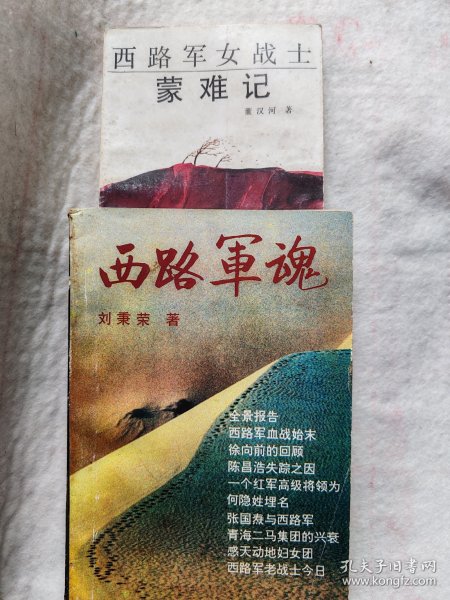 西路军女战士
蒙难记
董汉河 著
西路軍魂
刘秉荣 著
全景报告
西路军血战始末
徐向前的回顾
陈昌浩失踪之因
一个红军高级将领为
何隐姓埋名
张国焘与西路军
青海二马集团的兴衰
感天动地妇女团
西路军老战士今日
孔夫子旧书网
www.kongfz.com